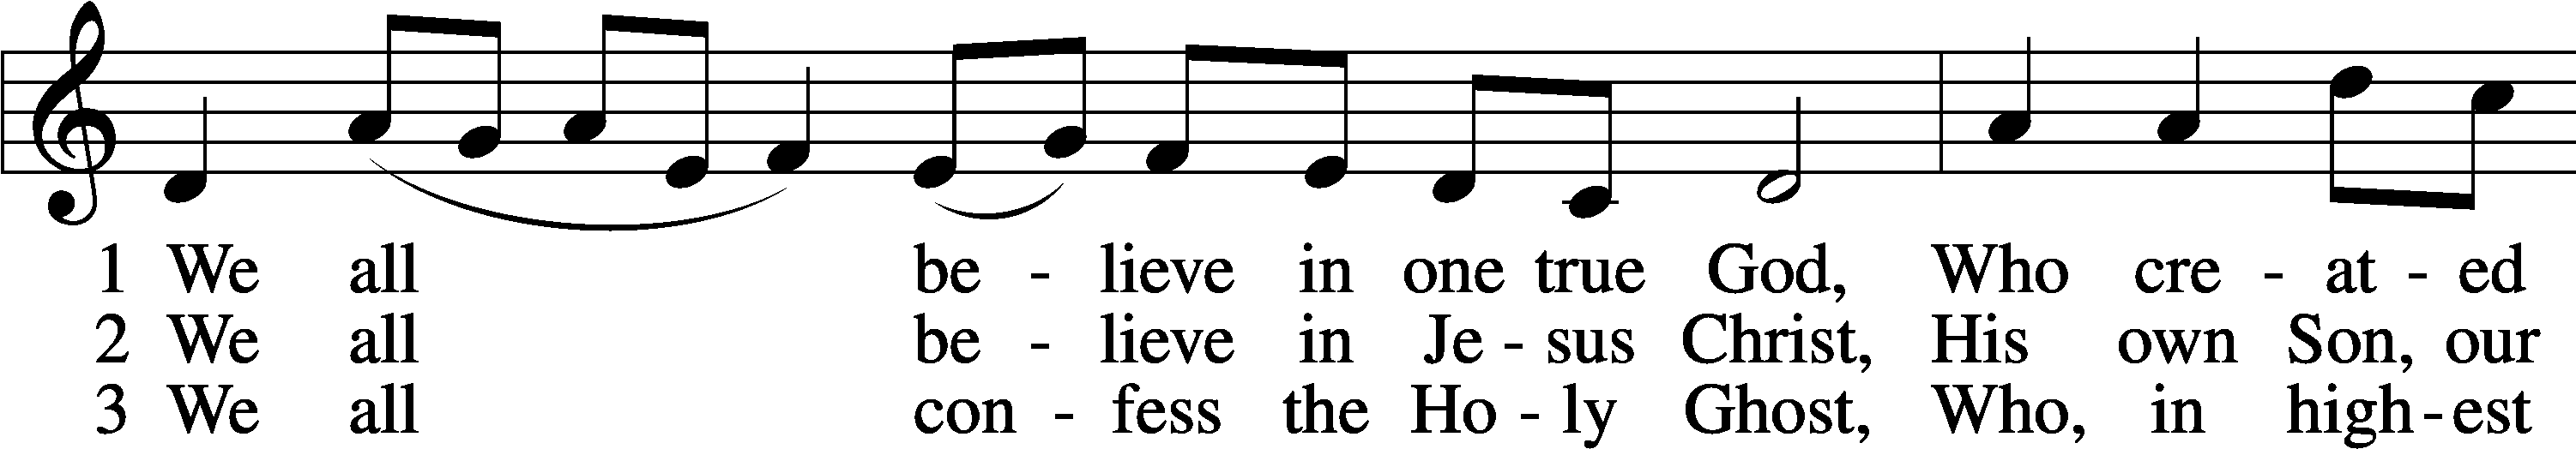 1 We all be - lieve in one true God, Who cre - at - ed
2 We all be - lieve in Je - sus Christ, His own Son, our
3 We all con - fess the Ho - ly Ghost, Who, in high - est